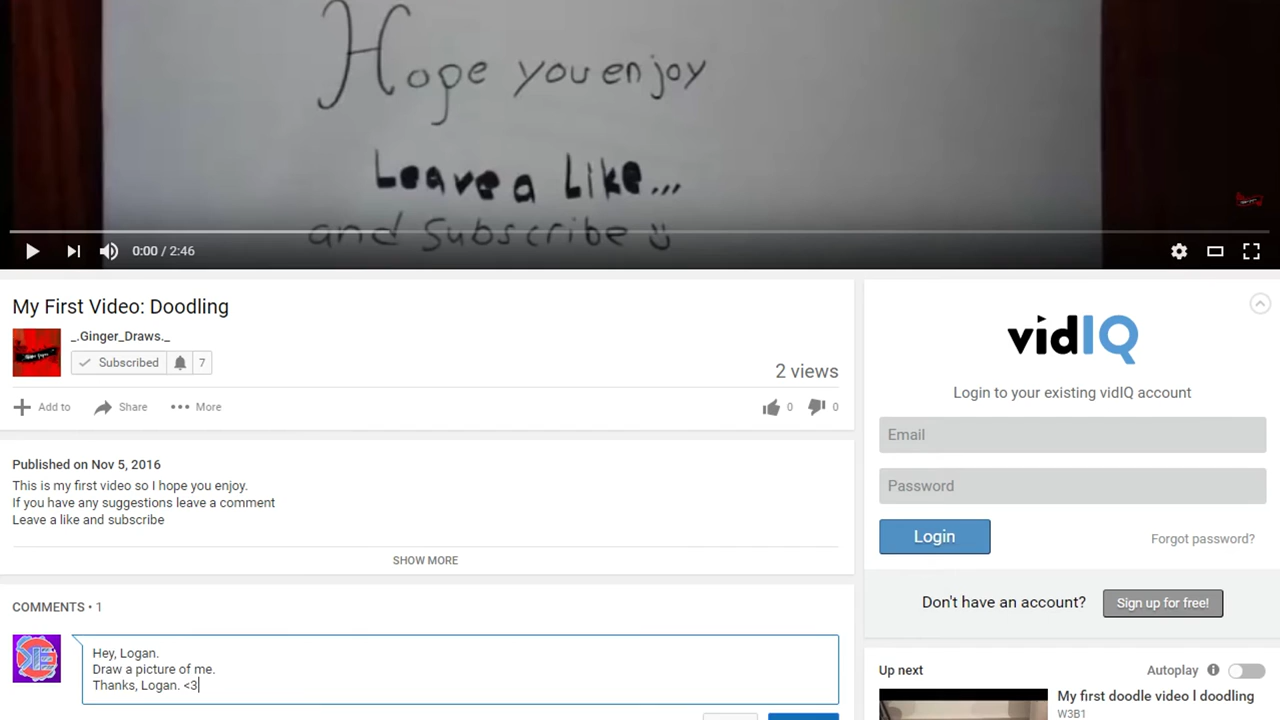 Hope you enjoy
Leave a Like...
and Subscribe
0:00 / 2:46
My First Video: Doodling
_.Ginger_Draws._
Subscribed 7
2 views
Add to Share More 0 0
Published on Nov 5, 2016
This is my first video so I hope you enjoy.
If you have any suggestions leave a comment
Leave a like and subscribe
SHOW MORE
COMMENTS • 1
Hey, Logan.
Draw a picture of me.
Thanks, Logan. <3
vidIQ
Login to your existing vidIQ account
Email
Password
Login Forgot password?
Don't have an account? Sign up for free!
Up next Autoplay
My first doodle video l doodling
W3B1